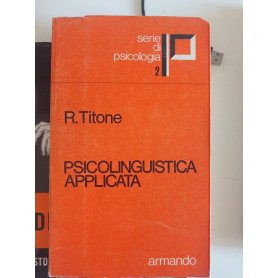 serie
di
psicologia
2
R. Titone
PSICOLINGUISTICA
APPLICATA
armando